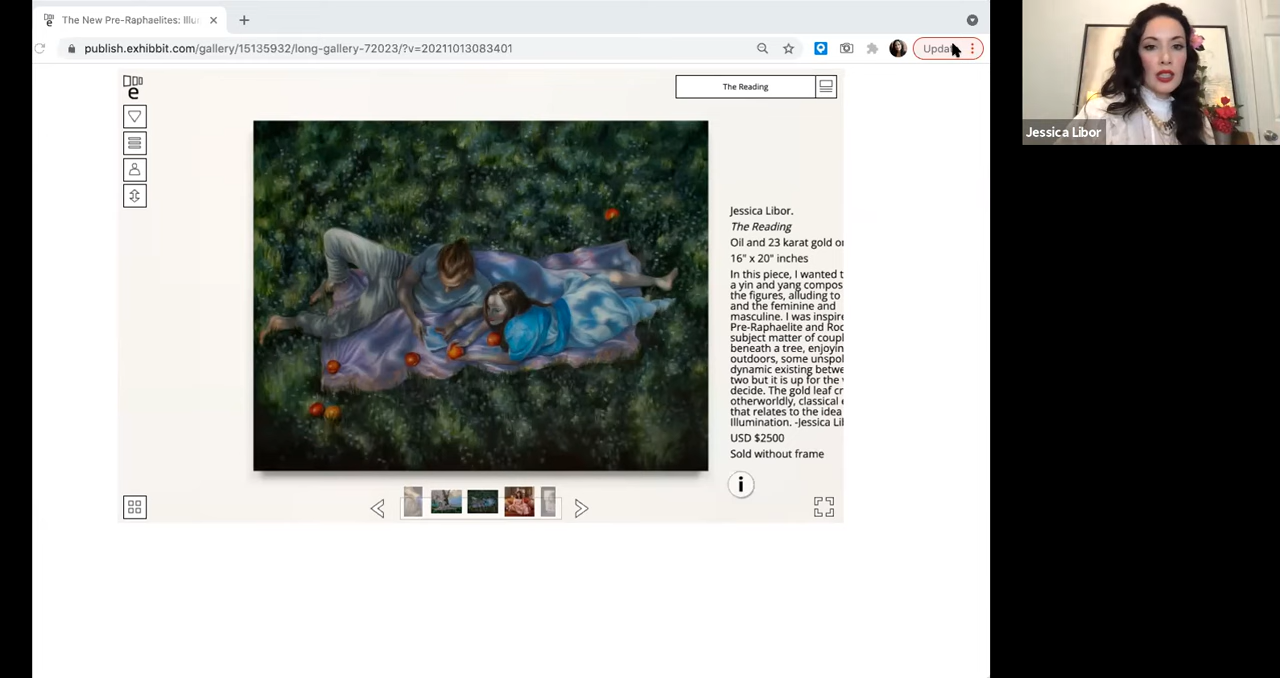 The New Pre-Raphaelites: Illu
publish.exhibbit.com/gallery/15135932/long-gallery-72023/?v=20211013083401
Upda
e
The Reading
Jessica Libor.
The Reading
Oil and 23 karat gold o
16" x 20" inches
In this piece, I wanted t
a yin and yang compos
the figures, alluding to
and the feminine and
masculine. I was inspire
Pre-Raphaelite and Roc
subject matter of coupl
beneath a tree, enjoyin
outdoors, some unspol
dynamic existing betwe
two but it is up for the
decide. The gold leaf cr
otherworldly, classical e
that relates to the idea
Illumination. -Jessica Lil
USD $2500
Sold without frame
i
Jessica Libor